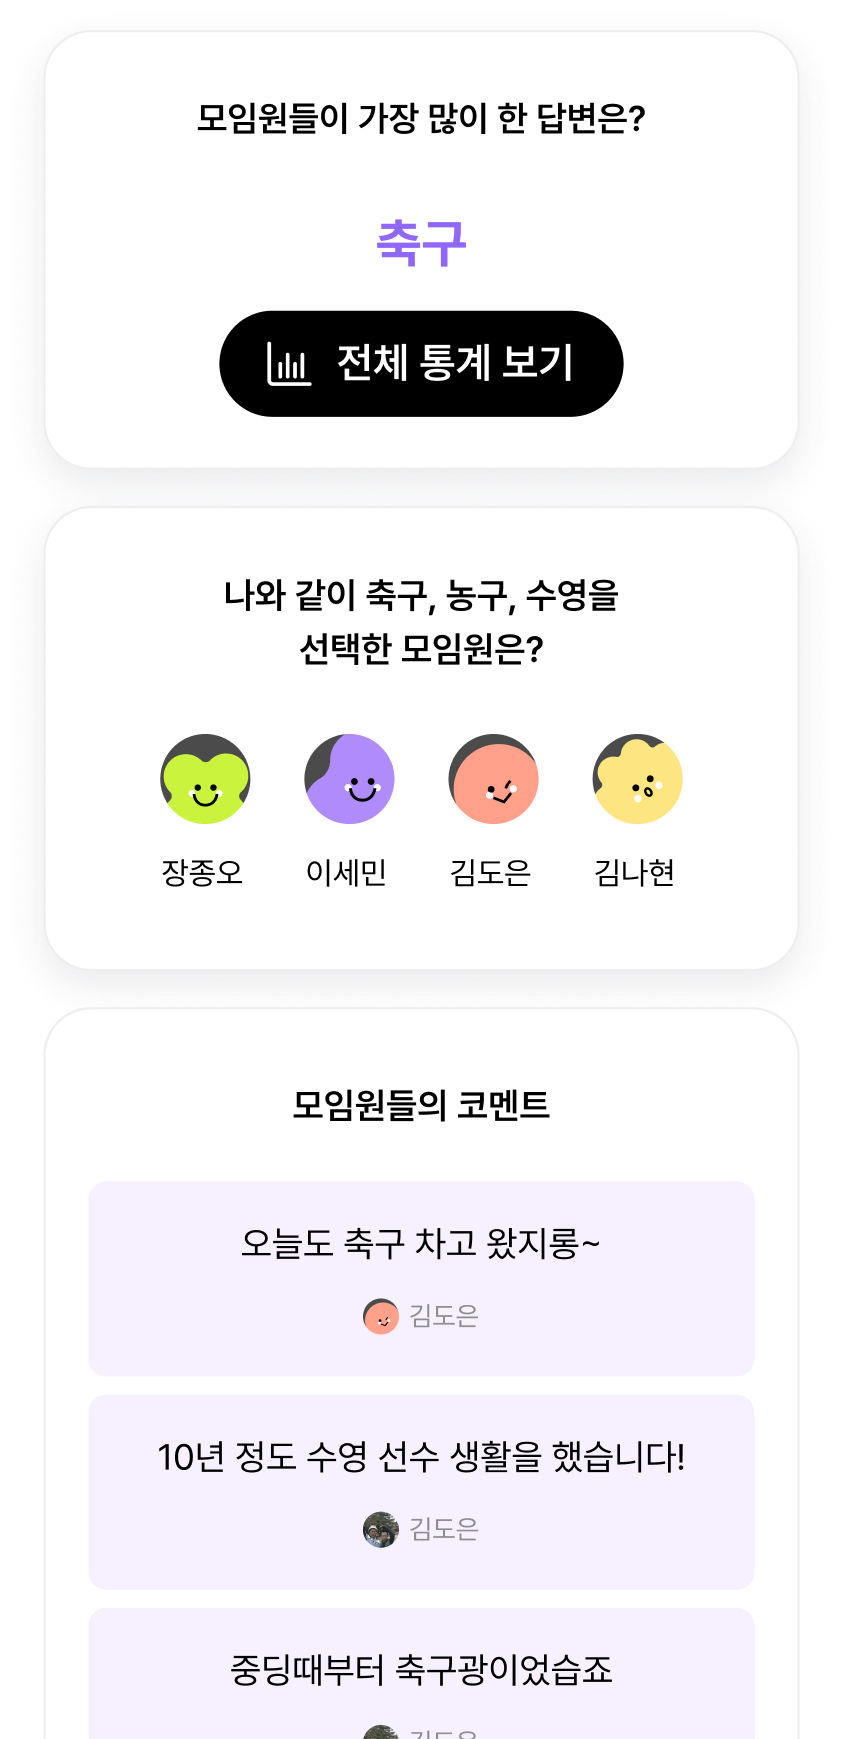 모임원들이 가장 많이 한 답변은?
축구
전체 통계 보기
나와 같이 축구, 농구, 수영을
선택한 모임원은?
장종오 이세민 김도은 김나현
모임원들의 코멘트
오늘도 축구 차고 왔지롱~
김도은
10년 정도 수영 선수 생활을 했습니다!
김도은
중딩때부터 축구광이었습죠
김도은